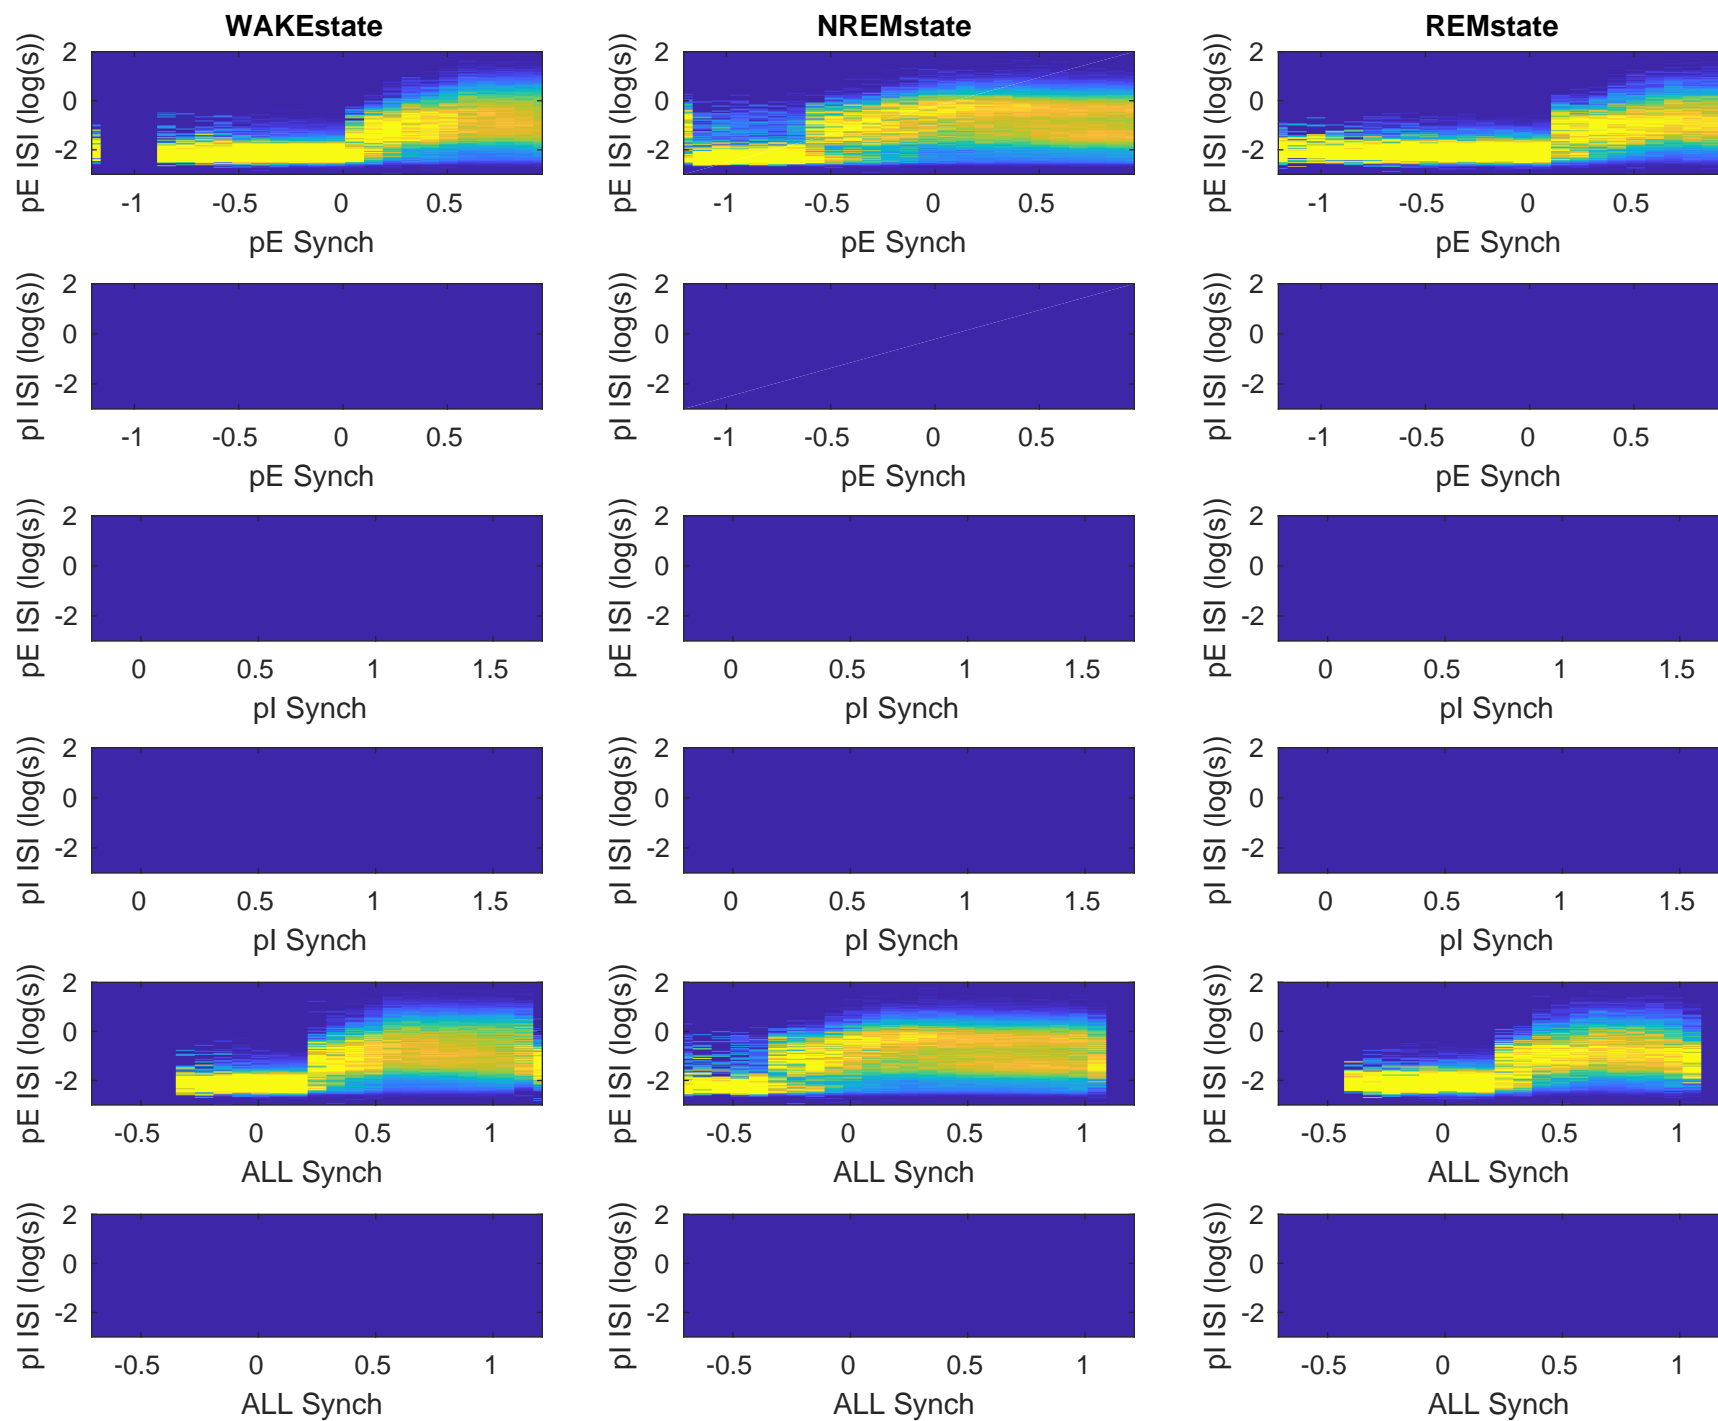 WAKEstate NREMstate REMstate
pE ISI (log(s)) 2 0 -2 pE ISI (log(s)) 2 0 -2 pE ISI (log(s)) 2 0 -2
-1 -0.5 0 0.5 -1 -0.5 0 0.5 -1 -0.5 0 0.5
pE Synch pE Synch pE Synch
pI ISI (log(s)) 2 0 -2 pI ISI (log(s)) 2 0 -2 pI ISI (log(s)) 2 0 -2
-1 -0.5 0 0.5 -1 -0.5 0 0.5 -1 -0.5 0 0.5
pE Synch pE Synch pE Synch
pE ISI (log(s)) 2 0 -2 pE ISI (log(s)) 2 0 -2 pE ISI (log(s)) 2 0 -2
0 0.5 1 1.5 0 0.5 1 1.5 0 0.5 1 1.5
pI Synch pI Synch pI Synch
pI ISI (log(s)) 2 0 -2 pI ISI (log(s)) 2 0 -2 pI ISI (log(s)) 2 0 -2
0 0.5 1 1.5 0 0.5 1 1.5 0 0.5 1 1.5
pI Synch pI Synch pI Synch
pE ISI (log(s)) 2 0 -2 pE ISI (log(s)) 2 0 -2 pE ISI (log(s)) 2 0 -2
-0.5 0 0.5 1 -0.5 0 0.5 1 -0.5 0 0.5 1
ALL Synch ALL Synch ALL Synch
pI ISI (log(s)) 2 0 -2 pI ISI (log(s)) 2 0 -2 pI ISI (log(s)) 2 0 -2
-0.5 0 0.5 1 -0.5 0 0.5 1 -0.5 0 0.5 1
ALL Synch ALL Synch ALL Synch